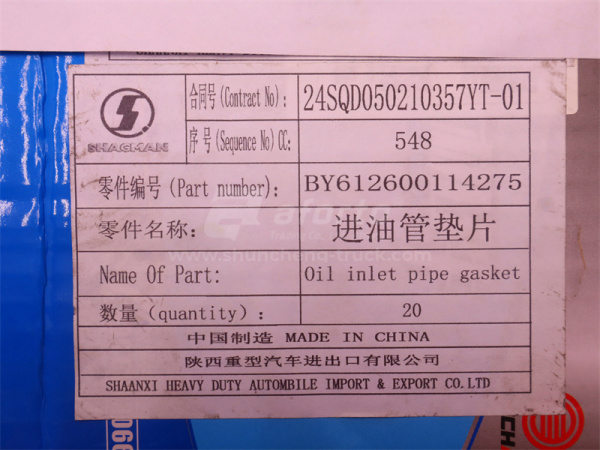 SHACMAN
合同号(Contract No): 24SQD050210357YT-01
序号(Sequence No)CC: 548
零件编号(Part number): BY612600114275
零件名称: 进油管垫片
Name Of Part: Oil inlet pipe gasket
数量(quantity): 20
中国制造 MADE IN CHINA
陕西重型汽车进出口有限公司
SHAANXI HEAVY DUTY AUTOMBILE IMPORT & EXPORT CO.LTD
www.shuncheng-truck.com